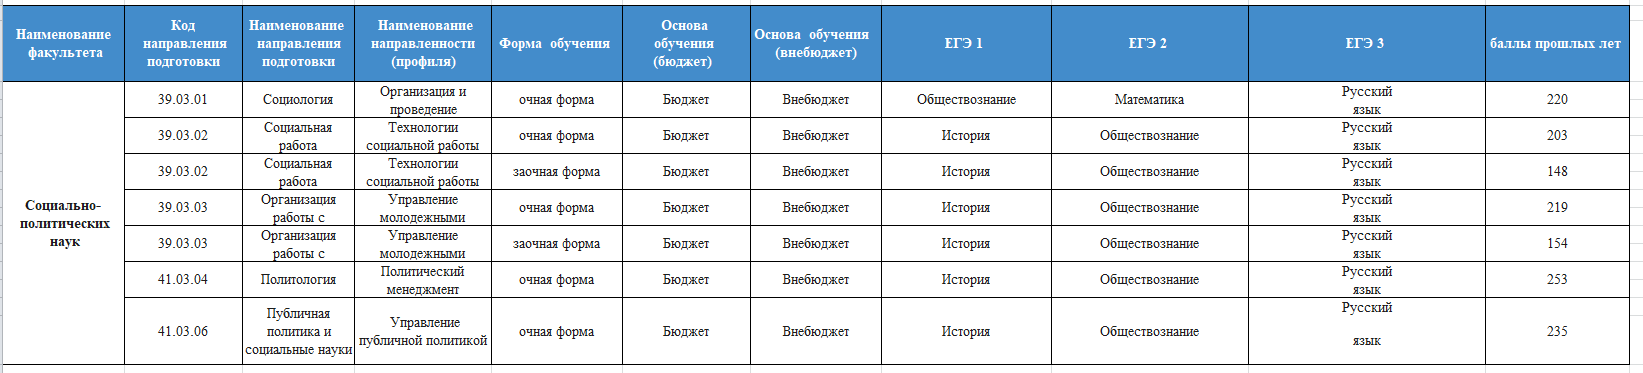 Наименование
факультета
Код
направления
подготовки
Наименование
направления
подготовки
Наименование
направленности
(профиля)
Форма обучения
Основа
обучения
(бюджет)
Основа обучения
(внебюджет)
ЕГЭ 1
ЕГЭ 2
ЕГЭ 3
баллы прошлых лет
Социально-
политических
наук
39.03.01
Социология
Организация и
проведение
очная форма
Бюджет
Внебюджет
Обществознание
Математика
Русский
язык
220
39.03.02
Социальная
работа
Технологии
социальной работы
очная форма
Бюджет
Внебюджет
История
Обществознание
Русский
язык
203
39.03.02
Социальная
работа
Технологии
социальной работы
заочная форма
Бюджет
Внебюджет
История
Обществознание
Русский
язык
148
39.03.03
Организация
работы с
Управление
молодежными
очная форма
Бюджет
Внебюджет
История
Обществознание
Русский
язык
219
39.03.03
Организация
работы с
Управление
молодежными
заочная форма
Бюджет
Внебюджет
История
Обществознание
Русский
язык
154
41.03.04
Политология
Политический
менеджмент
очная форма
Бюджет
Внебюджет
История
Обществознание
Русский
язык
253
41.03.06
Публичная
политика и
социальные науки
Управление
публичной политикой
очная форма
Бюджет
Внебюджет
История
Обществознание
Русский
язык
235